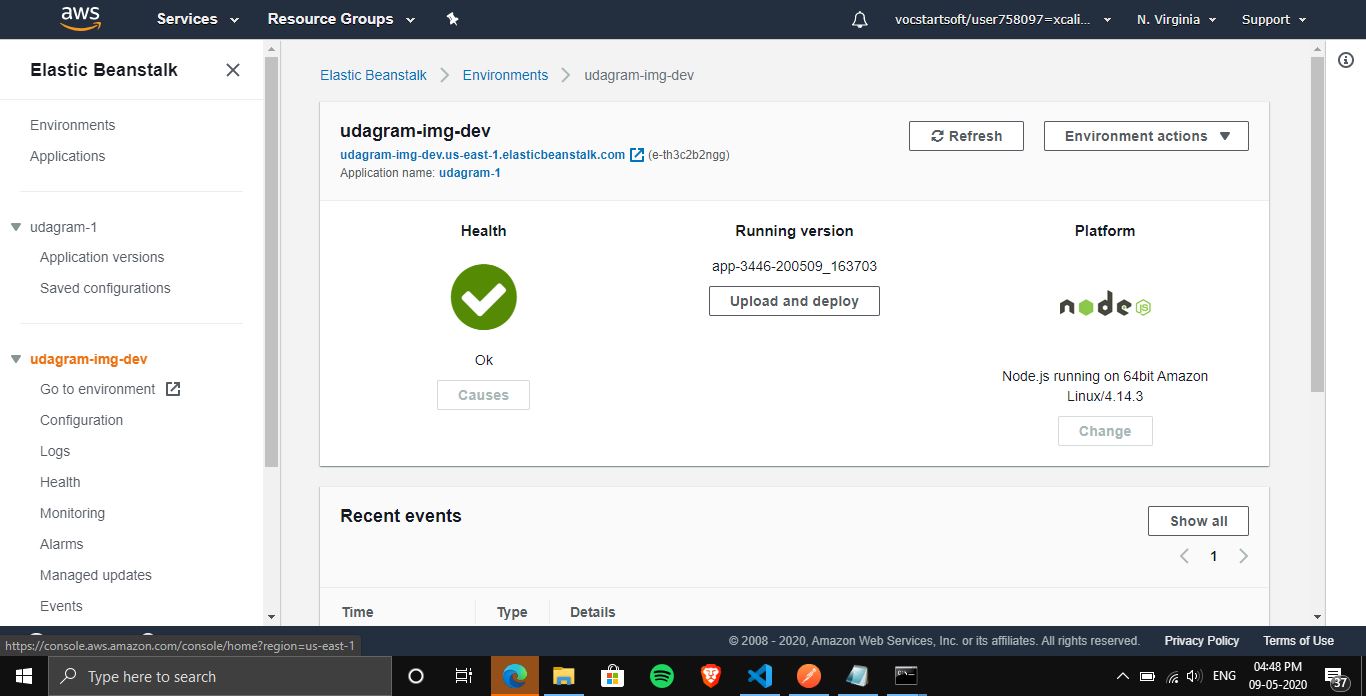 aws
Services
Resource Groups
vocstartsoft/user758097=xcali...
N. Virginia
Support
Elastic Beanstalk
Environments
Applications
udagram-1
Application versions
Saved configurations
udagram-img-dev
Go to environment
Configuration
Logs
Health
Monitoring
Alarms
Managed updates
Events
Elastic Beanstalk
Environments
udagram-img-dev
udagram-img-dev
udagram-img-dev.us-east-1.elasticbeanstalk.com (e-th3c2b2ngg)
Application name: udagram-1
Refresh
Environment actions
Health
Ok
Causes
Running version
app-3446-200509_163703
Upload and deploy
Platform
node JS
Node.js running on 64bit Amazon
Linux/4.14.3
Change
Recent events
Show all
1
Time Type Details
https://console.aws.amazon.com/console/home?region=us-east-1
© 2008 - 2020, Amazon Web Services, Inc. or its affiliates. All rights reserved.
Privacy Policy
Terms of Use
Type here to search
ENG
04:48 PM
09-05-2020
37